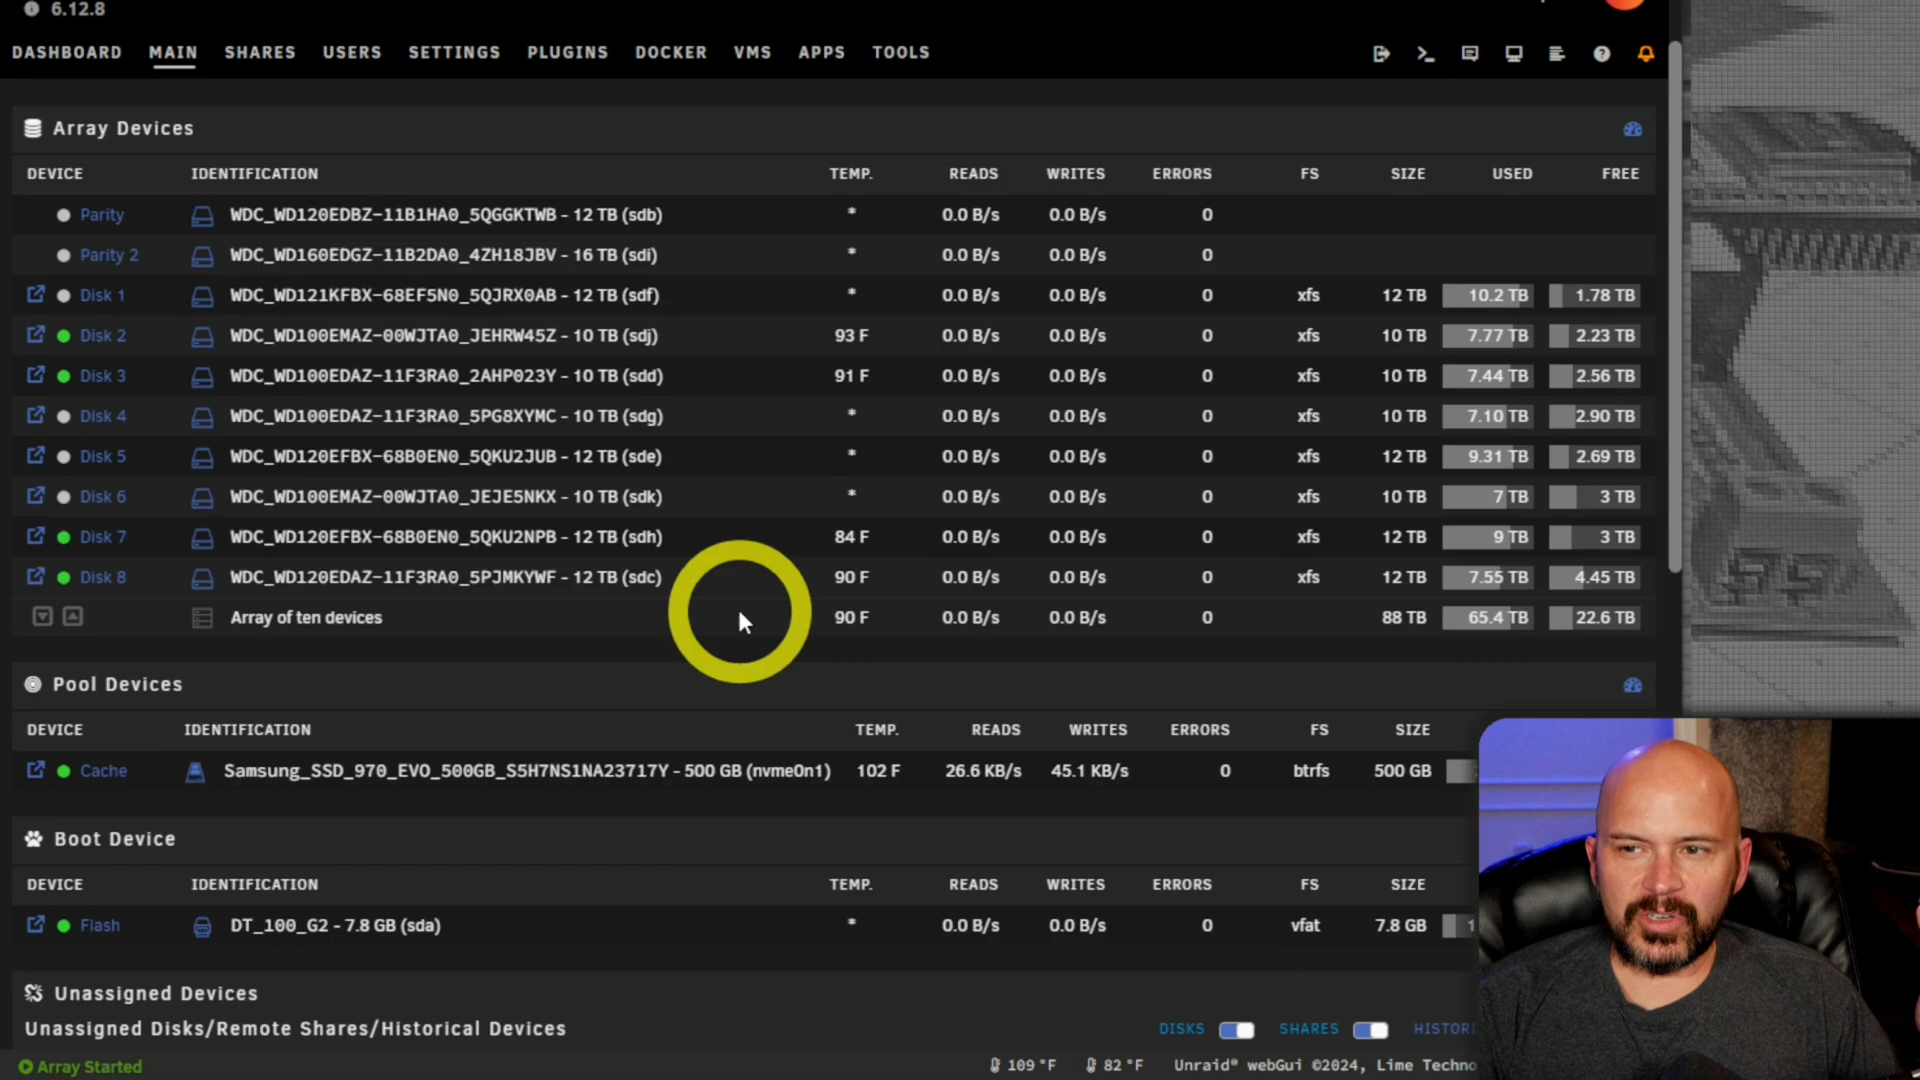 6.12.8
DASHBOARD MAIN SHARES USERS SETTINGS PLUGINS DOCKER VMS APPS TOOLS
Array Devices
DEVICE IDENTIFICATION TEMP. READS WRITES ERRORS FS SIZE USED FREE
Parity WDC_WD120EDBZ-11B1HA0_5QGGKTWB - 12 TB (sdb) * 0.0 B/s 0.0 B/s 0
Parity 2 WDC_WD160EDGZ-11B2DA0_4ZH18JBV - 16 TB (sdi) * 0.0 B/s 0.0 B/s 0
Disk 1 WDC_WD121KFBX-68EF5N0_5QJRX0AB - 12 TB (sdf) * 0.0 B/s 0.0 B/s 0 xfs 12 TB 10.2 TB 1.78 TB
Disk 2 WDC_WD100EMAZ-00WJTA0_JEHRW45Z - 10 TB (sdj) 93 F 0.0 B/s 0.0 B/s 0 xfs 10 TB 7.77 TB 2.23 TB
Disk 3 WDC_WD100EDAZ-11F3RA0_2AHP023Y - 10 TB (sdd) 91 F 0.0 B/s 0.0 B/s 0 xfs 10 TB 7.44 TB 2.56 TB
Disk 4 WDC_WD100EDAZ-11F3RA0_5PG8XYMC - 10 TB (sdg) * 0.0 B/s 0.0 B/s 0 xfs 10 TB 7.10 TB 2.90 TB
Disk 5 WDC_WD120EFBX-68B0EN0_5QKU2JUB - 12 TB (sde) * 0.0 B/s 0.0 B/s 0 xfs 12 TB 9.31 TB 2.69 TB
Disk 6 WDC_WD100EMAZ-00WJTA0_JEJE5NKX - 10 TB (sdk) * 0.0 B/s 0.0 B/s 0 xfs 10 TB 7 TB 3 TB
Disk 7 WDC_WD120EFBX-68B0EN0_5QKU2NPB - 12 TB (sdh) 84 F 0.0 B/s 0.0 B/s 0 xfs 12 TB 9 TB 3 TB
Disk 8 WDC_WD120EDAZ-11F3RA0_5PJMKYWF - 12 TB (sdc) 90 F 0.0 B/s 0.0 B/s 0 xfs 12 TB 7.55 TB 4.45 TB
Array of ten devices 90 F 0.0 B/s 0.0 B/s 0 88 TB 65.4 TB 22.6 TB
Pool Devices
DEVICE IDENTIFICATION TEMP. READS WRITES ERRORS FS SIZE
Cache Samsung_SSD_970_EVO_500GB_S5H7NS1NA23717Y - 500 GB (nvme0n1) 102 F 26.6 KB/s 45.1 KB/s 0 btrfs 500 GB
Boot Device
DEVICE IDENTIFICATION TEMP. READS WRITES ERRORS FS SIZE
Flash DT_100_G2 - 7.8 GB (sda) * 0.0 B/s 0.0 B/s 0 vfat 7.8 GB 1
Unassigned Devices
Unassigned Disks/Remote Shares/Historical Devices
DISKS SHARES HISTORI
Array Started 109 °F 82 °F Unraid® webGui ©2024, Lime Techno